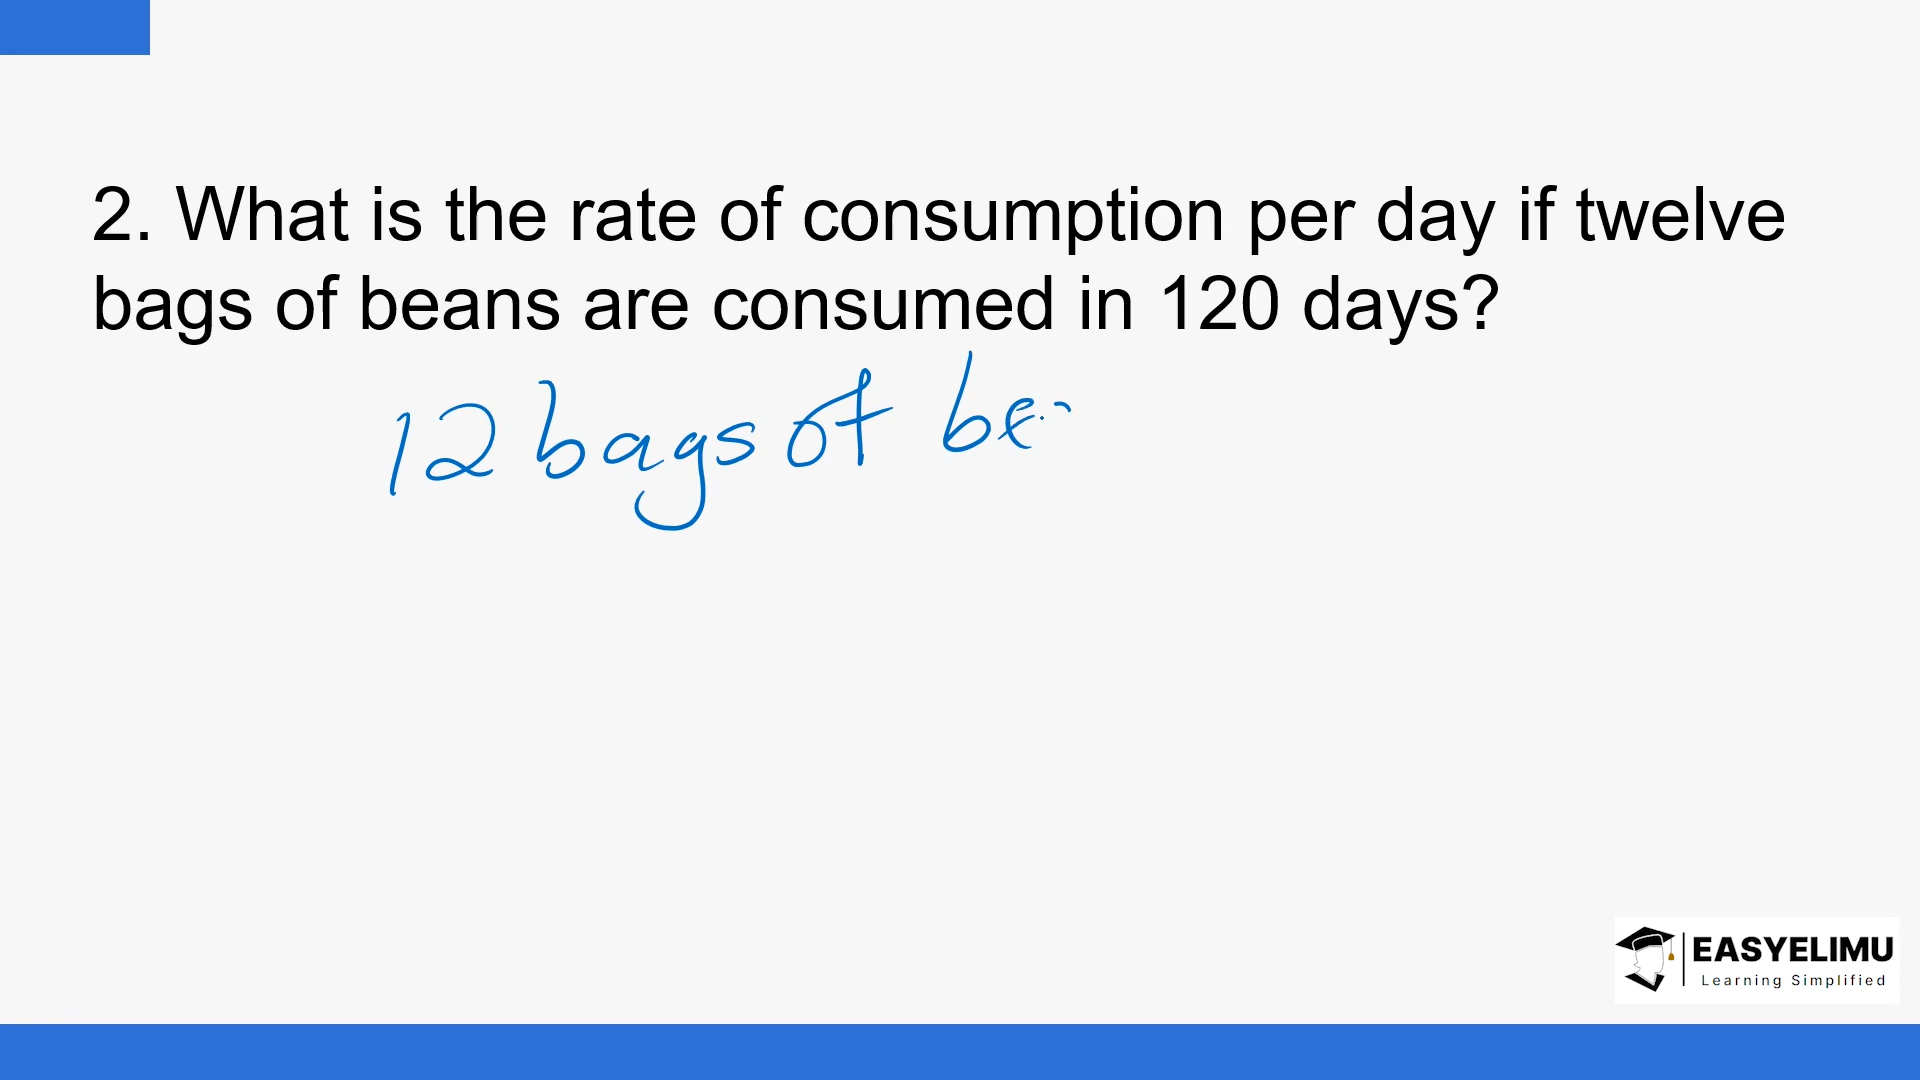 2. What is the rate of consumption per day if twelve
bags of beans are consumed in 120 days?
12 bags of be
EASYELIMU
Learning Simplified